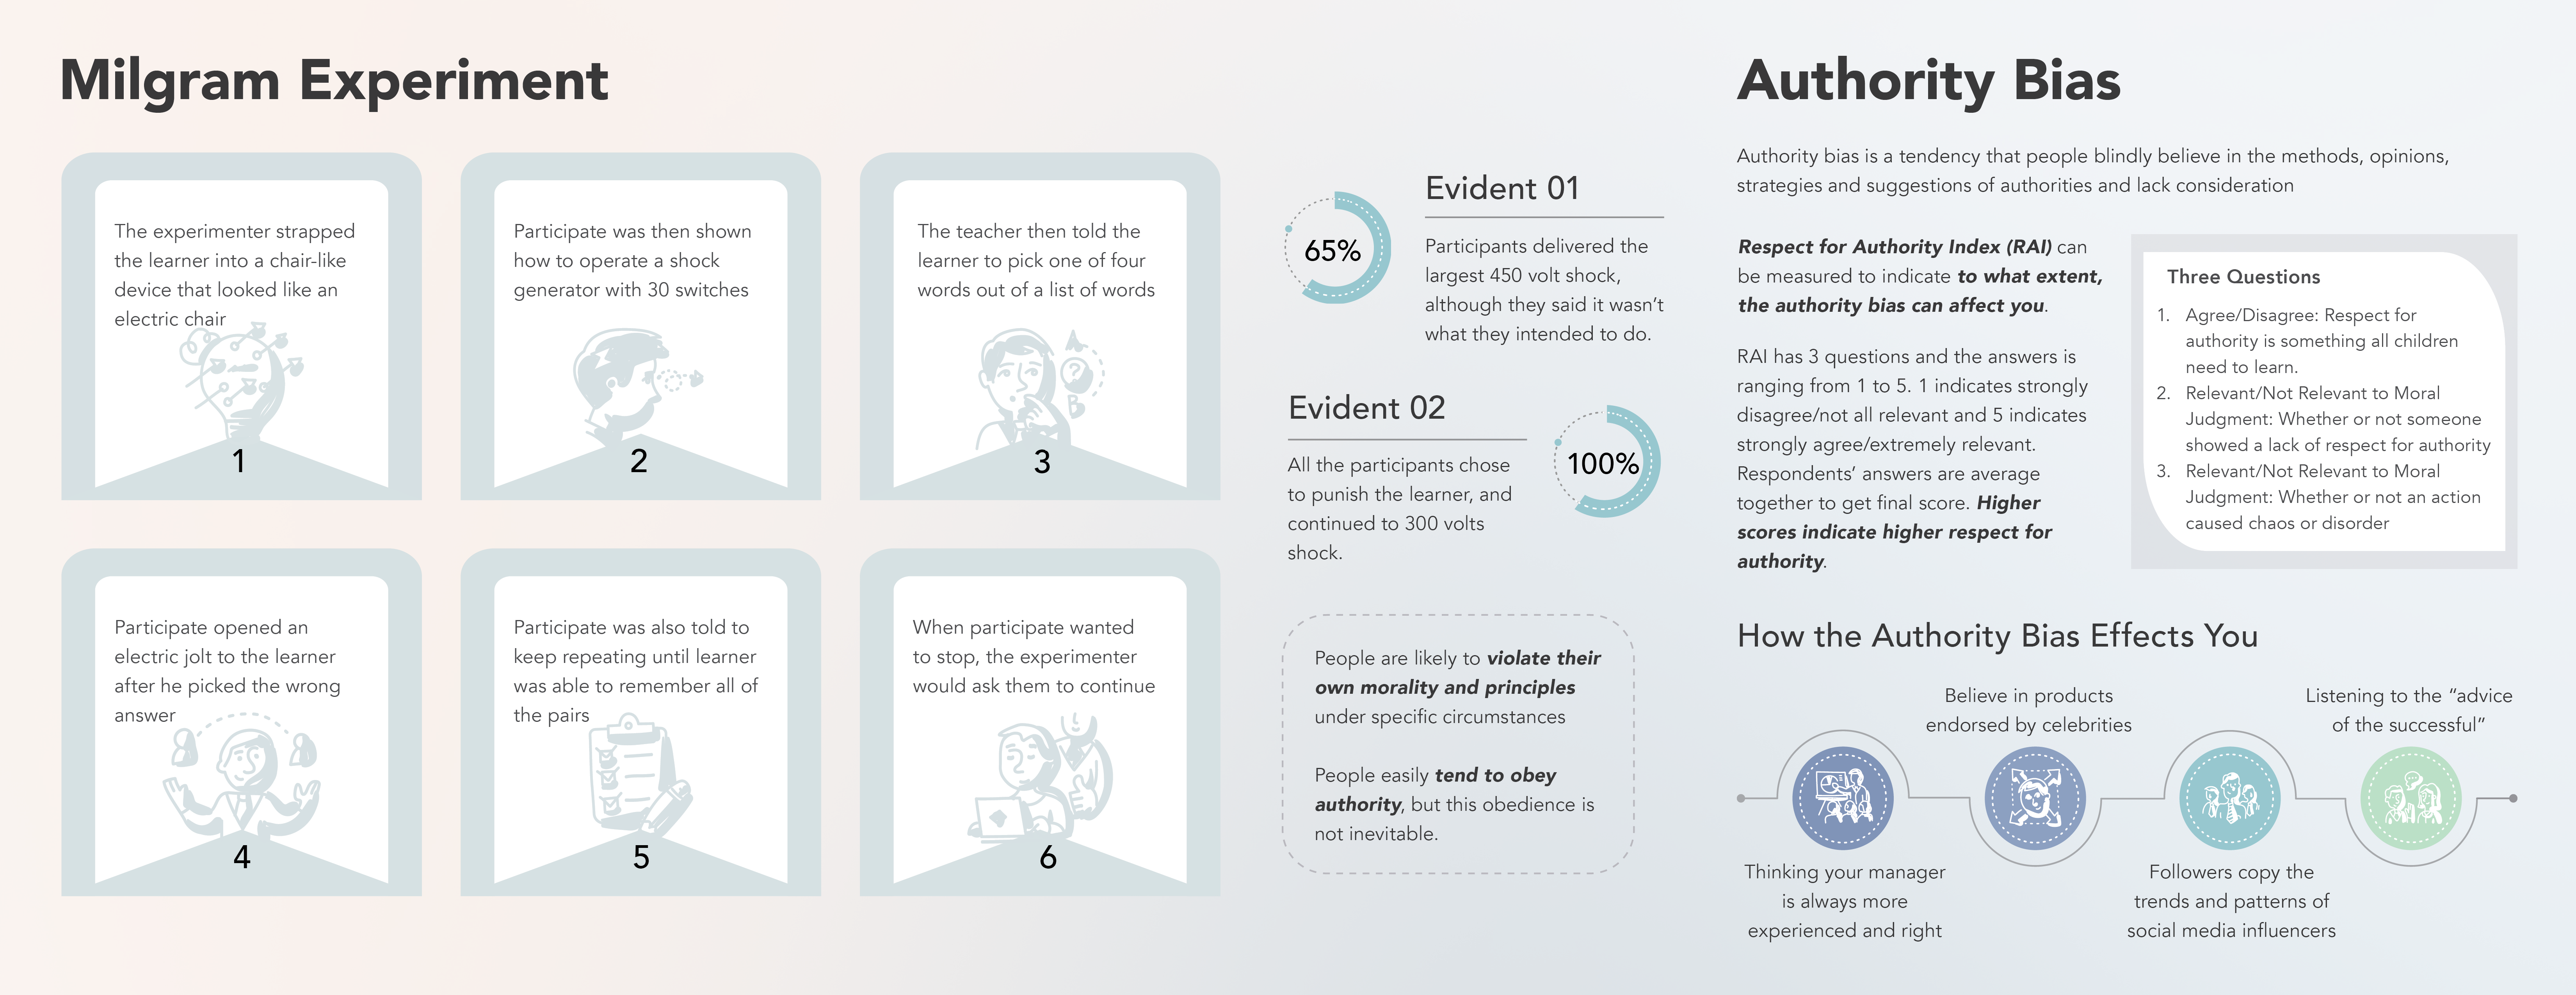 Milgram Experiment
The experimenter strapped
the learner into a chair-like
device that looked like an
electric chair
1
Participate was then shown
how to operate a shock
generator with 30 switches
2
The teacher then told the
learner to pick one of four
words out of a list of words
A
?
B
3
Participate opened an
electric jolt to the learner
after he picked the wrong
answer
4
Participate was also told to
keep repeating until learner
was able to remember all of
the pairs
5
When participate wanted
to stop, the experimenter
would ask them to continue
6
65%
Evident 01
Participants delivered the
largest 450 volt shock,
although they said it wasn’t
what they intended to do.
Evident 02
All the participants chose
to punish the learner, and
continued to 300 volts
shock.
100%
People are likely to violate their
own morality and principles
under specific circumstances
People easily tend to obey
authority, but this obedience is
not inevitable.
Authority Bias
Authority bias is a tendency that people blindly believe in the methods, opinions,
strategies and suggestions of authorities and lack consideration
Respect for Authority Index (RAI) can
be measured to indicate to what extent,
the authority bias can affect you.
RAI has 3 questions and the answers is
ranging from 1 to 5. 1 indicates strongly
disagree/not all relevant and 5 indicates
strongly agree/extremely relevant.
Respondents’ answers are average
together to get final score. Higher
scores indicate higher respect for
authority.
Three Questions
1. Agree/Disagree: Respect for
authority is something all children
need to learn.
2. Relevant/Not Relevant to Moral
Judgment: Whether or not someone
showed a lack of respect for authority
3. Relevant/Not Relevant to Moral
Judgment: Whether or not an action
caused chaos or disorder
How the Authority Bias Effects You
Thinking your manager
is always more
experienced and right
Believe in products
endorsed by celebrities
Followers copy the
trends and patterns of
social media influencers
Listening to the “advice
of the successful”